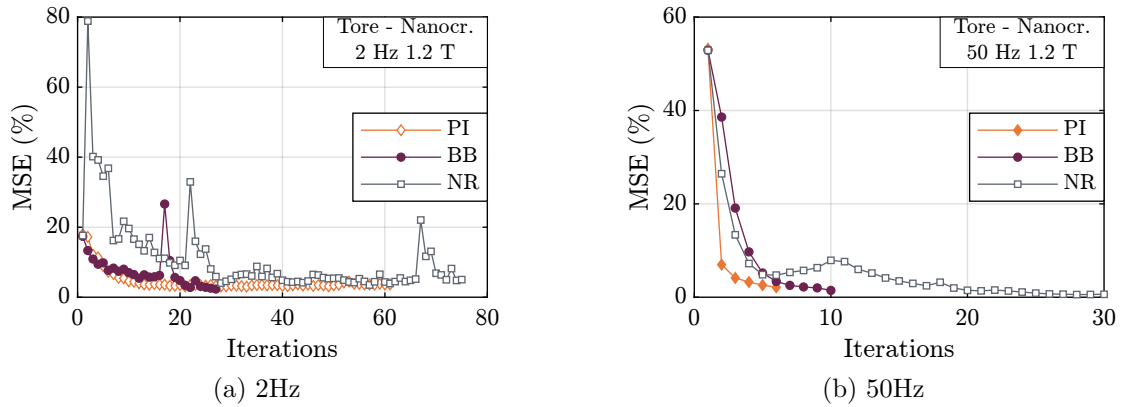 80
60
40
20
0
0
20
40
60
80
MSE (%)
Iterations
Tore - Nanocr.
2 Hz 1.2 T
PI
BB
NR
(a) 2Hz
60
40
20
0
0
10
20
30
MSE (%)
Iterations
Tore - Nanocr.
50 Hz 1.2 T
PI
BB
NR
(b) 50Hz